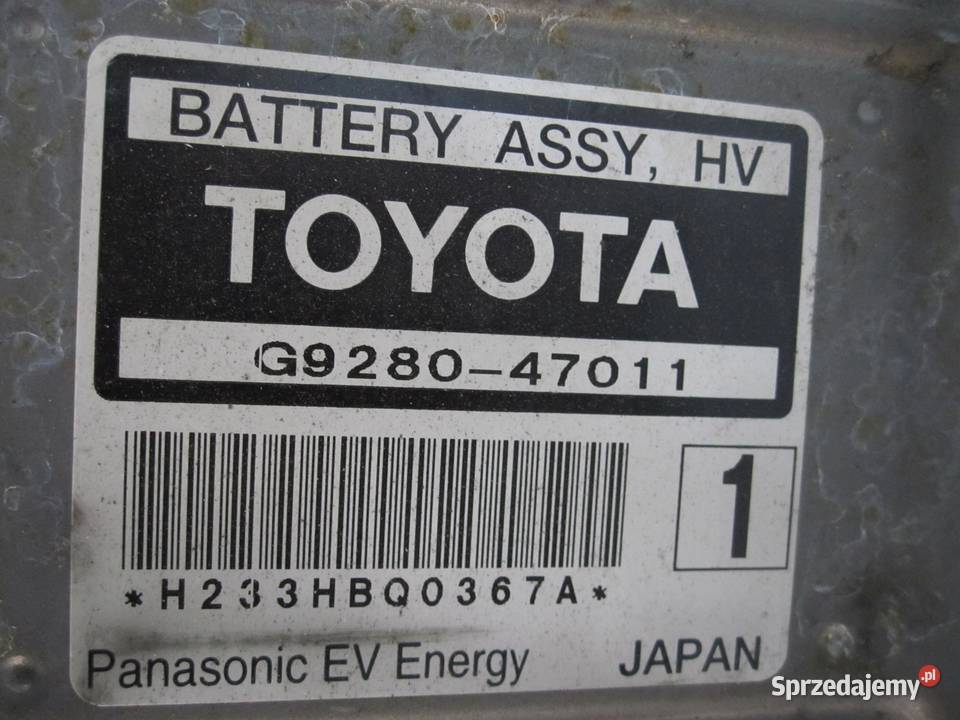 BATTERY ASSY, HV
TOYOTA
G9280-47011
1
*H233HBQ0367A*
Panasonic EV Energy JAPAN
Sprzedajemy.pl